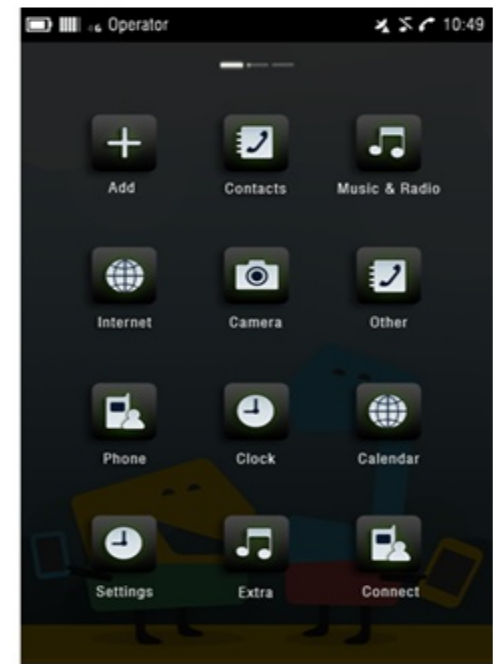 G Operator 10:49
Add Contacts Music & Radio
Internet Camera Other
Phone Clock Calendar
Settings Extra Connect